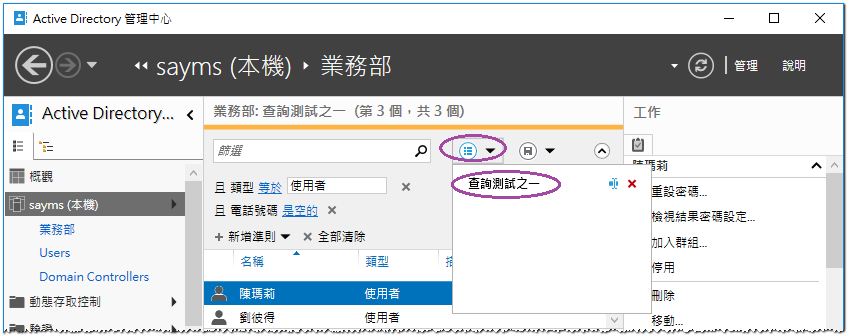 Active Directory 管理中心
sayms (本機) 業務部
管理 說明
Active Directory...
概觀
sayms (本機)
業務部
Users
Domain Controllers
動態存取控制
驗證
業務部: 查詢測試之一 (第 3 個，共 3 個)
篩選
且 類型 等於 使用者
且 電話號碼 是空的
新增準則 全部清除
查詢測試之一
名稱 類型
陳瑪莉 使用者
劉彼得 使用者
工作
陳瑪莉
重設密碼...
檢視結果密碼設定...
加入群組...
停用
刪除
移動...